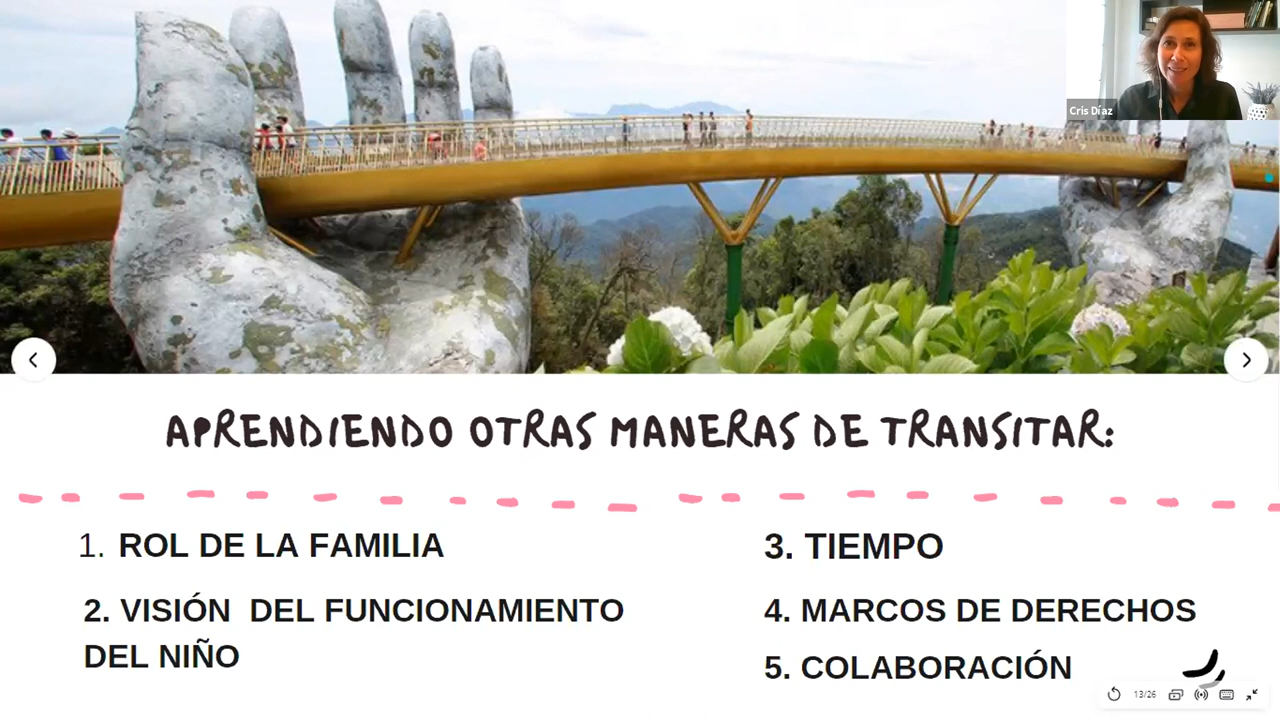 Cris Díaz
APRENDIENDO OTRAS MANERAS DE TRANSITAR:
1. ROL DE LA FAMILIA
2. VISIÓN DEL FUNCIONAMIENTO
DEL NIÑO
3. TIEMPO
4. MARCOS DE DERECHOS
5. COLABORACIÓN
13/26